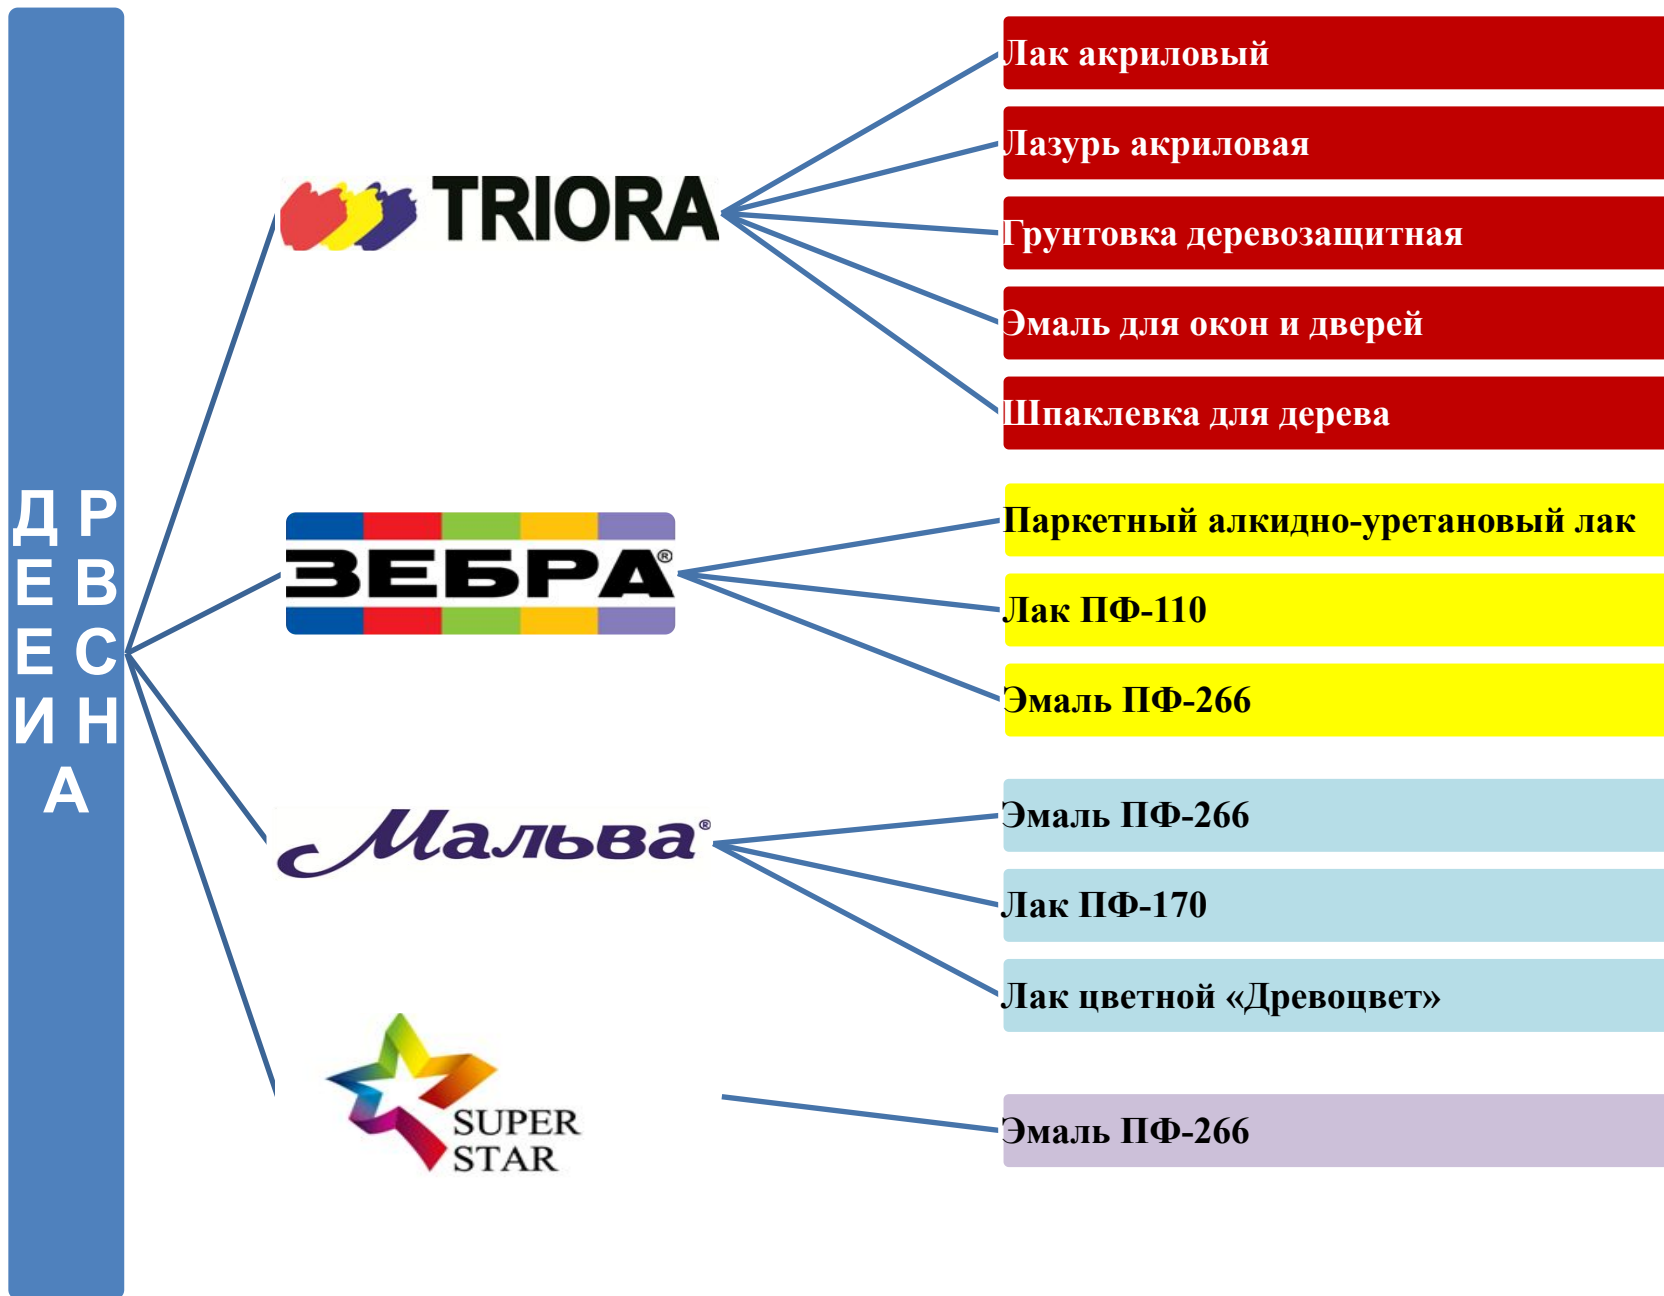 Д Р
Е В
Е С
И Н
А
TRIORA
Лак акриловый
Лазурь акриловая
Грунтовка деревозащитная
Эмаль для окон и дверей
Шпаклевка для дерева
ЗЕБРА®
Паркетный алкидно-уретановый лак
Лак ПФ-110
Эмаль ПФ-266
Мальва®
Эмаль ПФ-266
Лак ПФ-170
Лак цветной «Древоцвет»
SUPER
STAR
Эмаль ПФ-266